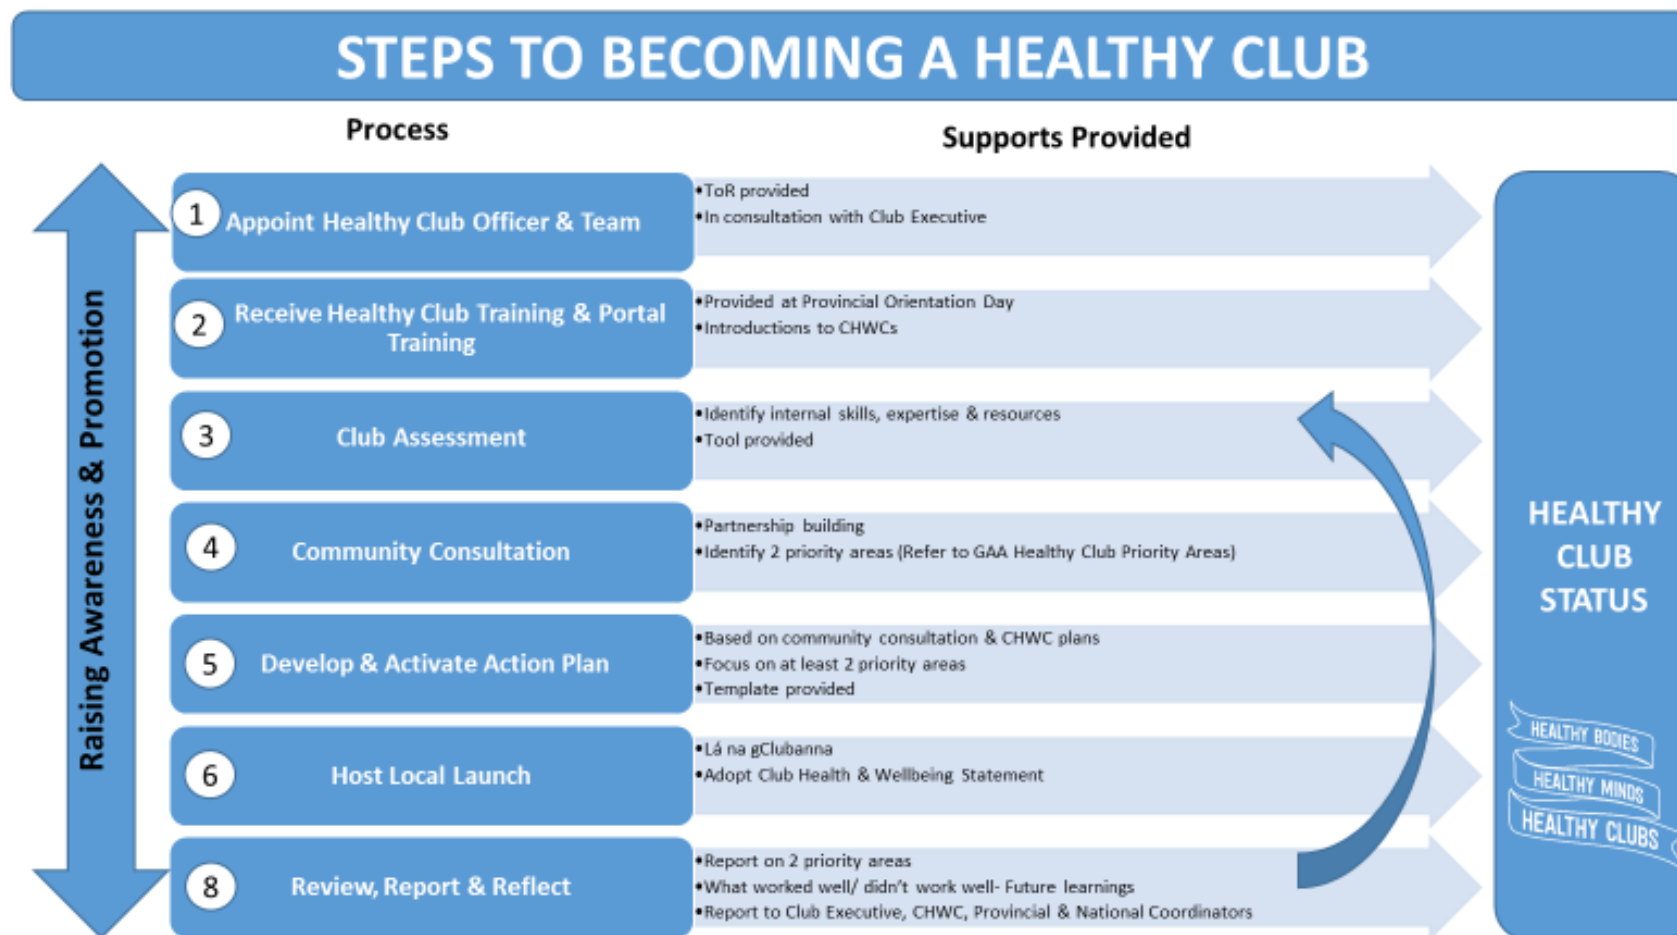 STEPS TO BECOMING A HEALTHY CLUB
Process
Supports Provided
Raising Awareness & Promotion
1
Appoint Healthy Club Officer & Team
•ToR provided
•In consultation with Club Executive
2
Receive Healthy Club Training & Portal
Training
•Provided at Provincial Orientation Day
•Introductions to CHWCs
3
Club Assessment
•Identify internal skills, expertise & resources
•Tool provided
4
Community Consultation
•Partnership building
•Identify 2 priority areas (Refer to GAA Healthy Club Priority Areas)
5
Develop & Activate Action Plan
•Based on community consultation & CHWC plans
•Focus on at least 2 priority areas
•Template provided
6
Host Local Launch
•Lá na gClubanna
•Adopt Club Health & Wellbeing Statement
8
Review, Report & Reflect
•Report on 2 priority areas
•What worked well/ didn't work well- Future learnings
•Report to Club Executive, CHWC, Provincial & National Coordinators
HEALTHY
CLUB
STATUS
HEALTHY BODIES
HEALTHY MINDS
HEALTHY CLUBS